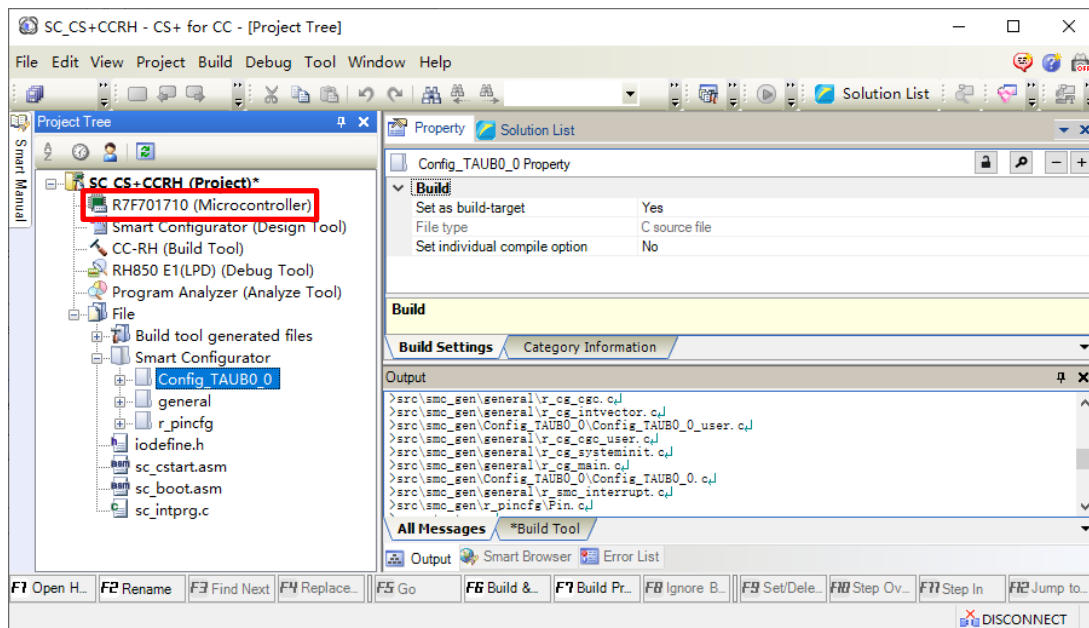 SC_CS+CCRH - CS+ for CC - [Project Tree]
File Edit View Project Build Debug Tool Window Help
Solution List
Smart Manual
Project Tree
SC_CS+CCRH (Project)*
R7F701710 (Microcontroller)
Smart Configurator (Design Tool)
CC-RH (Build Tool)
RH850 E1(LPD) (Debug Tool)
Program Analyzer (Analyze Tool)
File
Build tool generated files
Smart Configurator
Config_TAUB0_0
general
r_pincfg
iodefine.h
sc_cstart.asm
sc_boot.asm
sc_intprg.c
Property Solution List
Config_TAUB0_0 Property
Build
Set as build-target Yes
File type C source file
Set individual compile option No
Build
Build Settings Category Information
Output
>src\smc_gen\general\r_cg_cgc.c
>src\smc_gen\general\r_cg_intvector.c
>src\smc_gen\Config_TAUB0_0\Config_TAUB0_0_user.c
>src\smc_gen\general\r_cg_cgc_user.c
>src\smc_gen\general\r_cg_systeminit.c
>src\smc_gen\general\r_cg_main.c
>src\smc_gen\Config_TAUB0_0\Config_TAUB0_0.c
>src\smc_gen\general\r_smc_interrupt.c
>src\smc_gen\r_pincfg\Pin.c
All Messages *Build Tool
Output Smart Browser Error List
F1 Open H... F2 Rename F3 Find Next F4 Replace... F5 Go F6 Build &... F7 Build Pr... F8 Ignore B... F9 Set/Dele... F10 Step Ov... F11 Step In F12 Jump to...
DISCONNECT